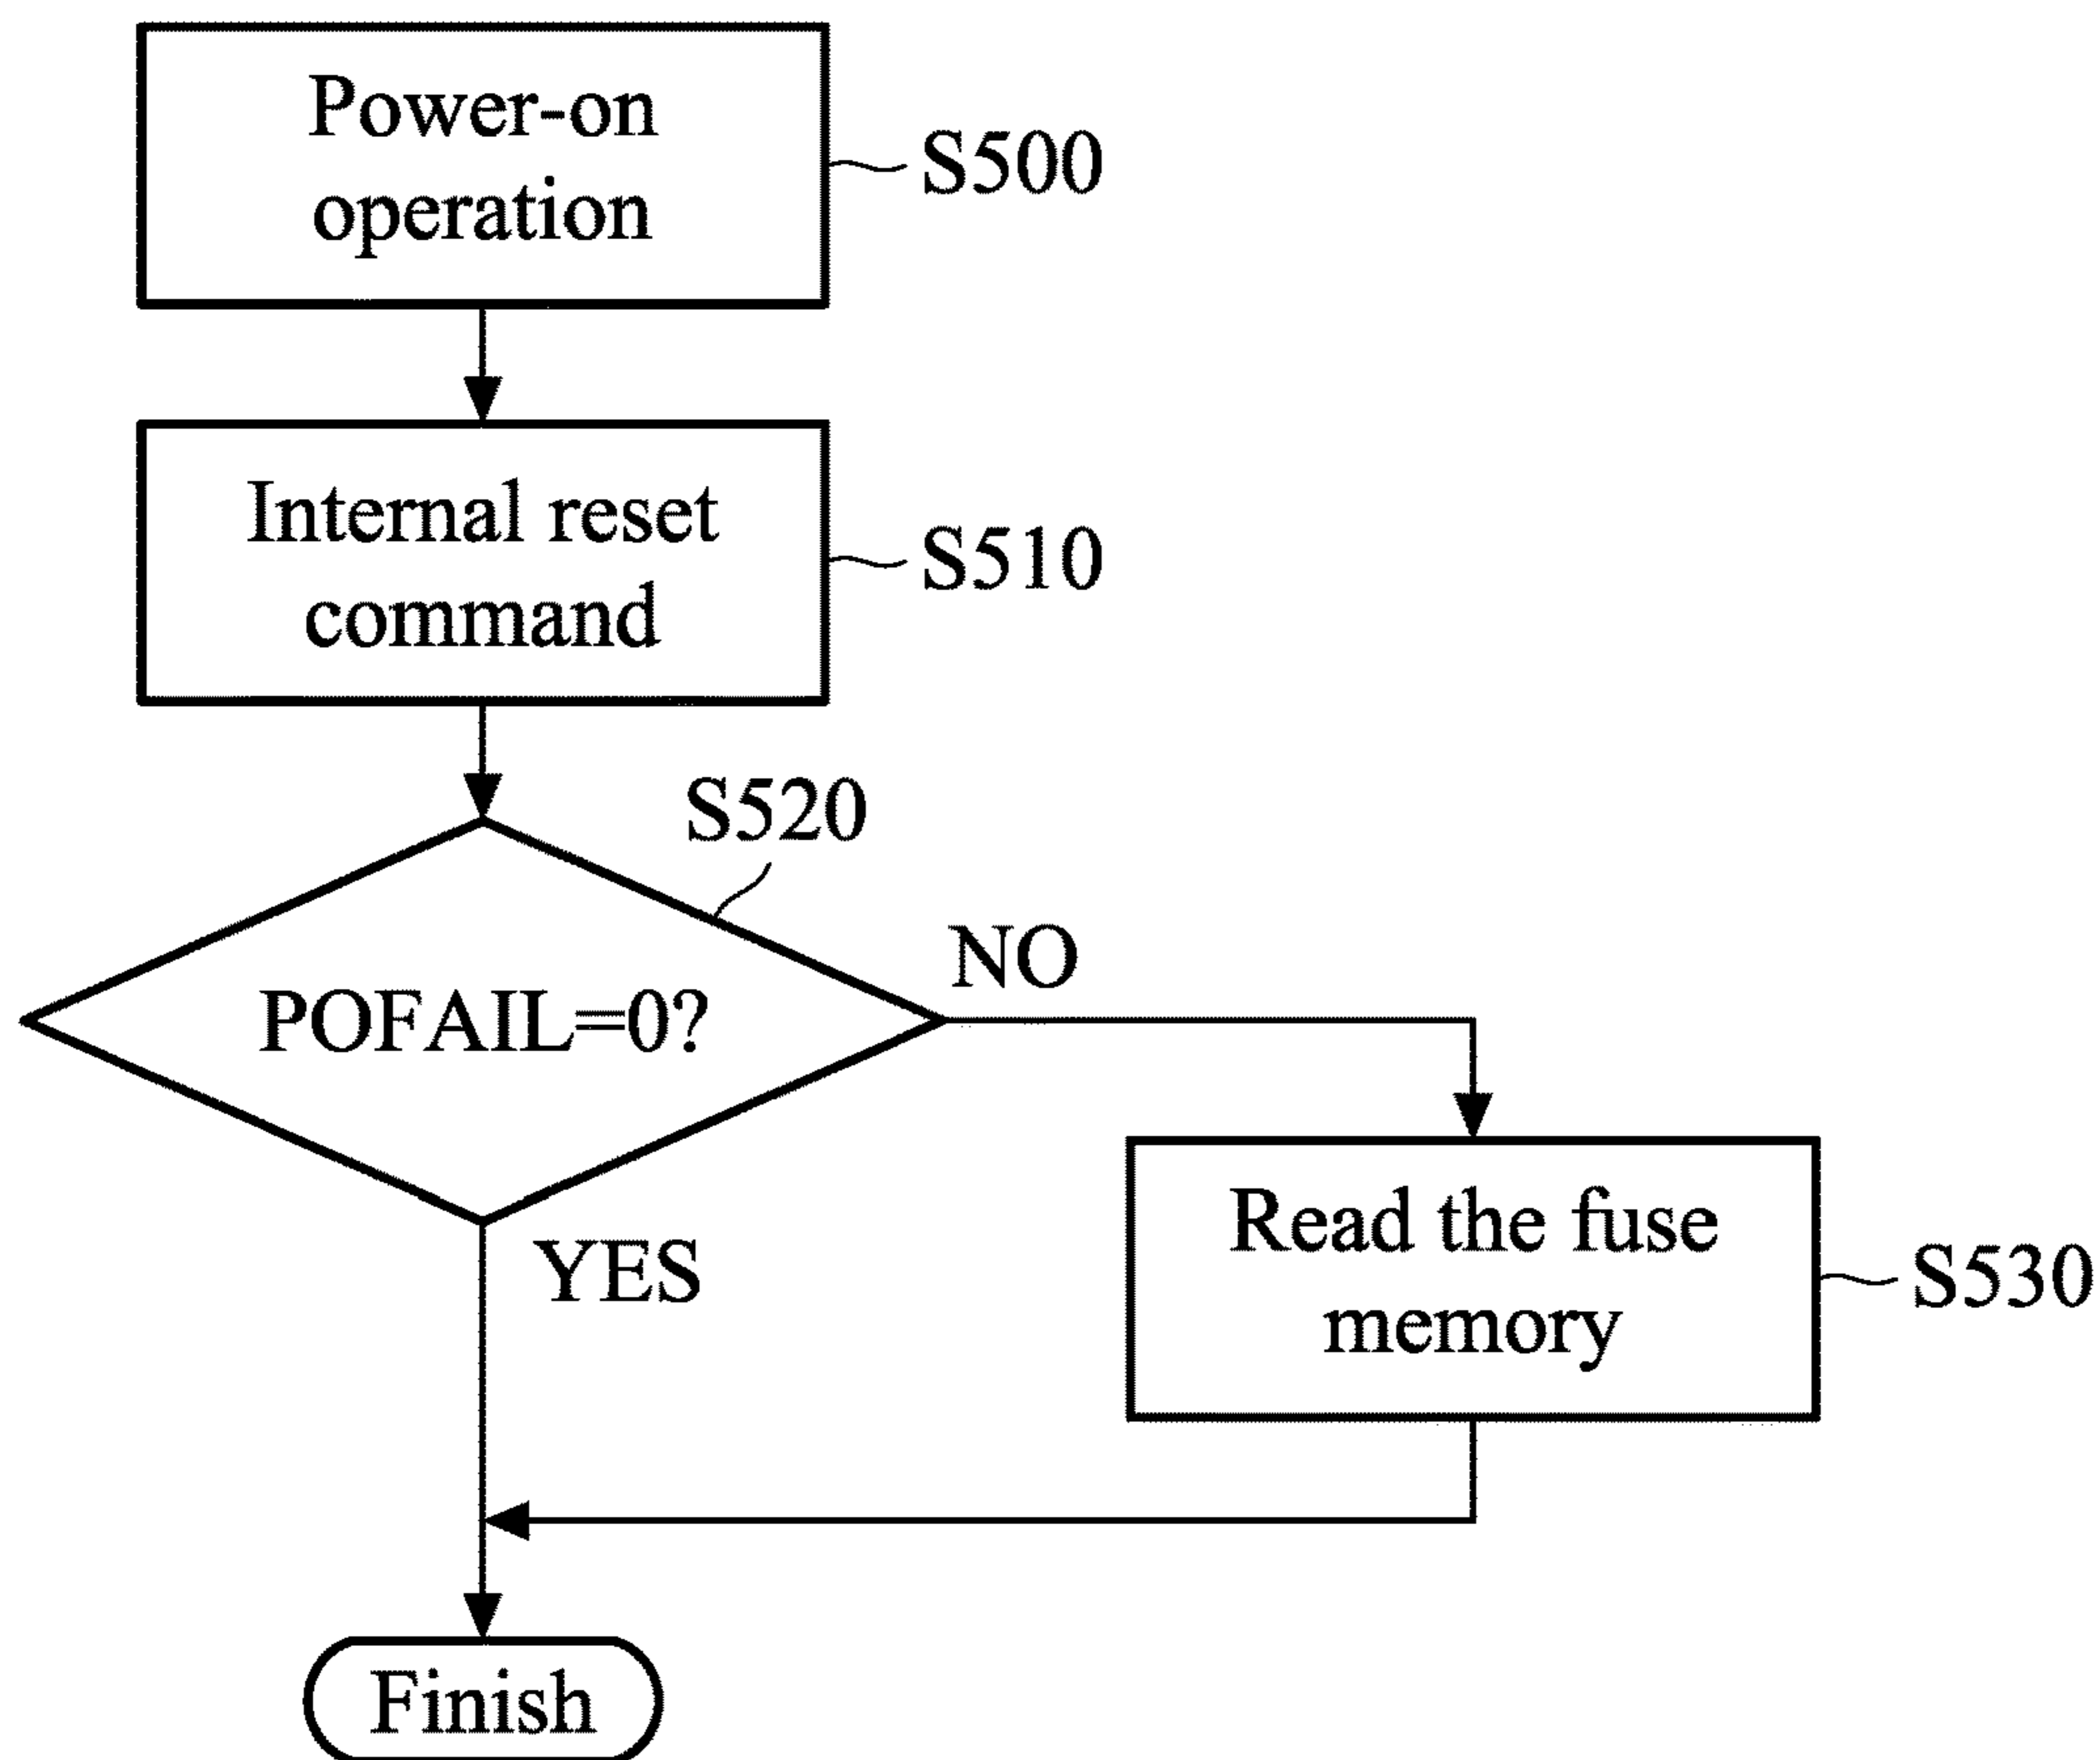 Power-on
operation
S500
Internal reset
command
S510
S520
POFAIL=0?
NO
YES
Read the fuse
memory
S530
Finish